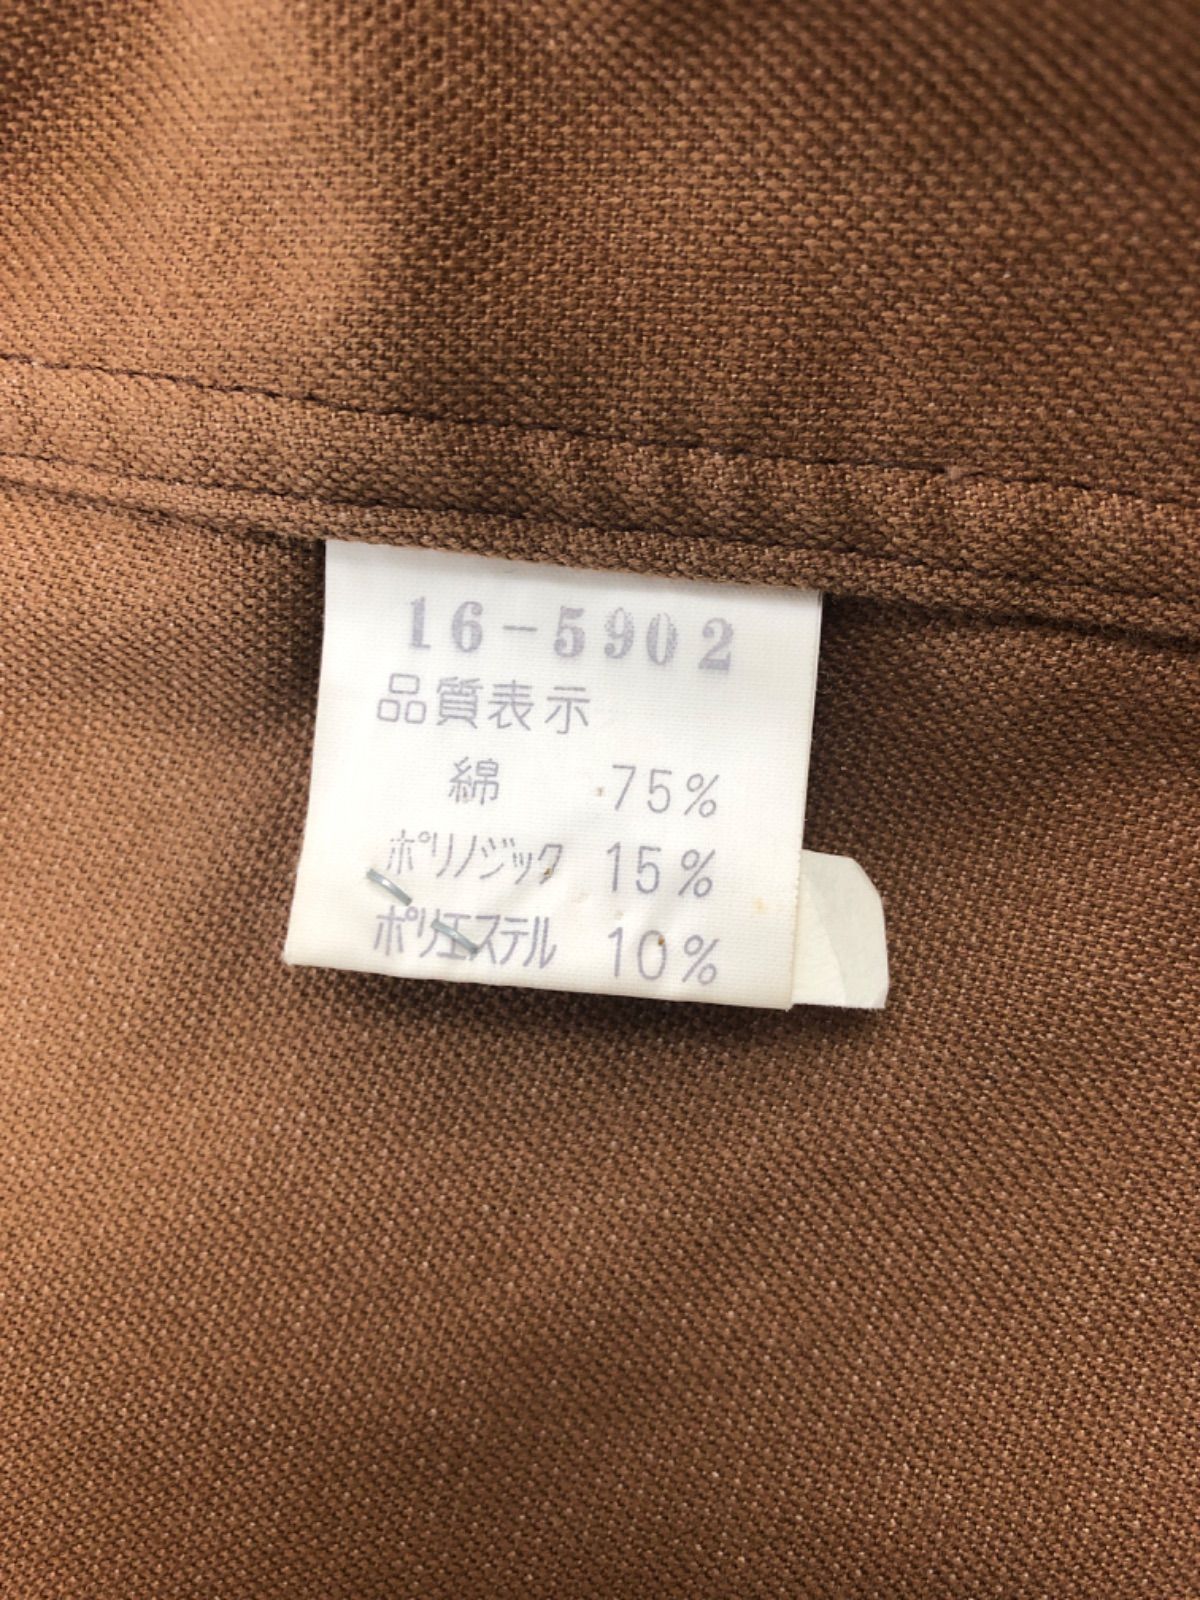 16-5902
品質表示
綿 75%
ポリノジック 15%
ポリエステル 10%